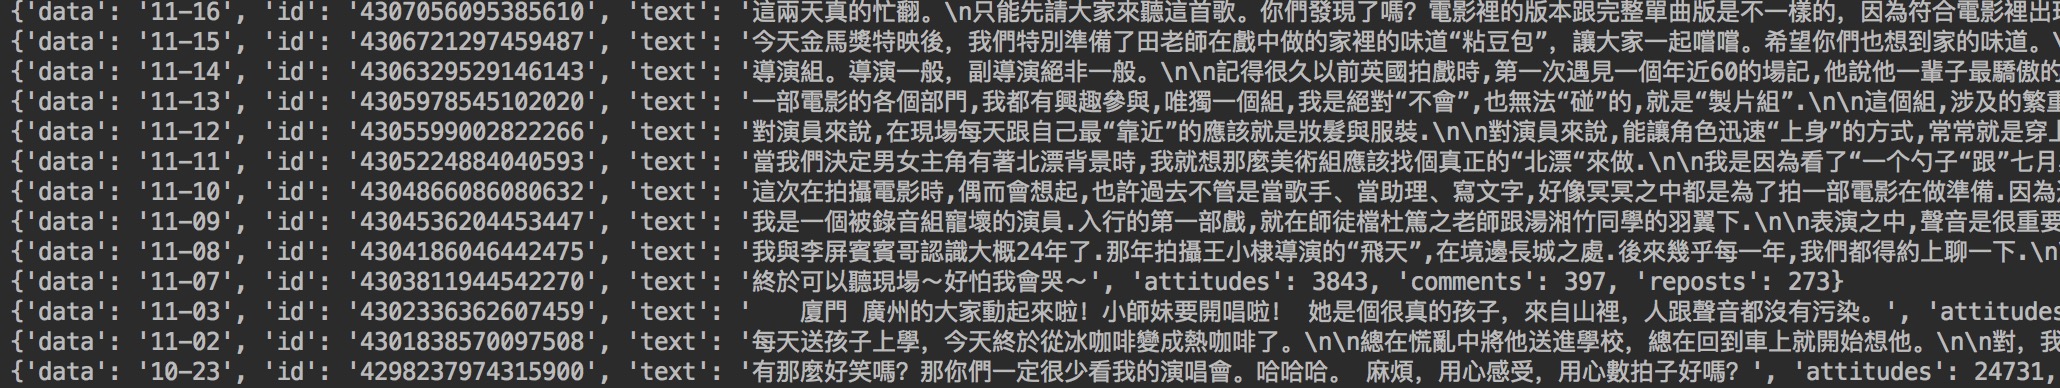 {'data': '11-16', 'id': '4307056095385610', 'text': '這兩天真的忙翻。\n只能先請大家來聽這首歌。你們發現了嗎？電影裡的版本跟完整單曲版是不一樣的，因為符合電影裡出現
{'data': '11-15', 'id': '4306721297459487', 'text': '今天金馬獎特映後，我們特別準備了田老師在戲中做的家裡的味道“粘豆包”，讓大家一起嚐嚐。希望你們也想到家的味道。\
{'data': '11-14', 'id': '4306329529146143', 'text': '導演組。導演一般，副導演絕非一般。\n\n記得很久以前英國拍戲時,第一次遇見一個年近60的場記,他說他一輩子最驕傲的
{'data': '11-13', 'id': '4305978545102020', 'text': '一部電影的各個部門,我都有興趣參與,唯獨一個組,我是絕對“不會”,也無法“碰”的,就是“製片組”.\n\n這個組,涉及的繁重
{'data': '11-12', 'id': '4305599002822266', 'text': '對演員來說,在現場每天跟自己最“靠近”的應該就是妝髮與服裝.\n\n對演員來說,能讓角色迅速“上身”的方式,常常就是穿上
{'data': '11-11', 'id': '4305224884040593', 'text': '當我們決定男女主角有著北漂背景時,我就想那麼美術組應該找個真正的“北漂“來做.\n\n我是因為看了“一个勺子“跟”七月
{'data': '11-10', 'id': '4304866086080632', 'text': '這次在拍攝電影時,偶而會想起,也許過去不管是當歌手、當助理、寫文字,好像冥冥之中都是為了拍一部電影在做準備.因為
{'data': '11-09', 'id': '4304536204453447', 'text': '我是一個被錄音組寵壞的演員.入行的第一部戲,就在師徒檔杜篤之老師跟湯湘竹同學的羽翼下.\n\n表演之中,聲音是很重要
{'data': '11-08', 'id': '4304186046442475', 'text': '我與李屏賓賓哥認識大概24年了.那年拍攝王小棣導演的“飛天”,在境邊長城之處.後來幾乎每一年,我們都得約上聊一下.\n
{'data': '11-07', 'id': '4303811944542270', 'text': '終於可以聽現場～好怕我會哭～', 'attitudes': 3843, 'comments': 397, 'reposts': 273}
{'data': '11-03', 'id': '4302336362607459', 'text': '   廈門 廣州的大家動起來啦！小師妹要開唱啦！ 她是個很真的孩子，來自山裡，人跟聲音都沒有污染。', 'attitudes
{'data': '11-02', 'id': '4301838570097508', 'text': '每天送孩子上學，今天終於從冰咖啡變成熱咖啡了。\n\n總在慌亂中將他送進學校，總在回到車上就開始想他。\n\n對，我
{'data': '10-23', 'id': '4298237974315900', 'text': '有那麼好笑嗎？那你們一定很少看我的演唱會。哈哈哈。 麻煩，用心感受，用心數拍子好嗎？', 'attitudes': 24731,